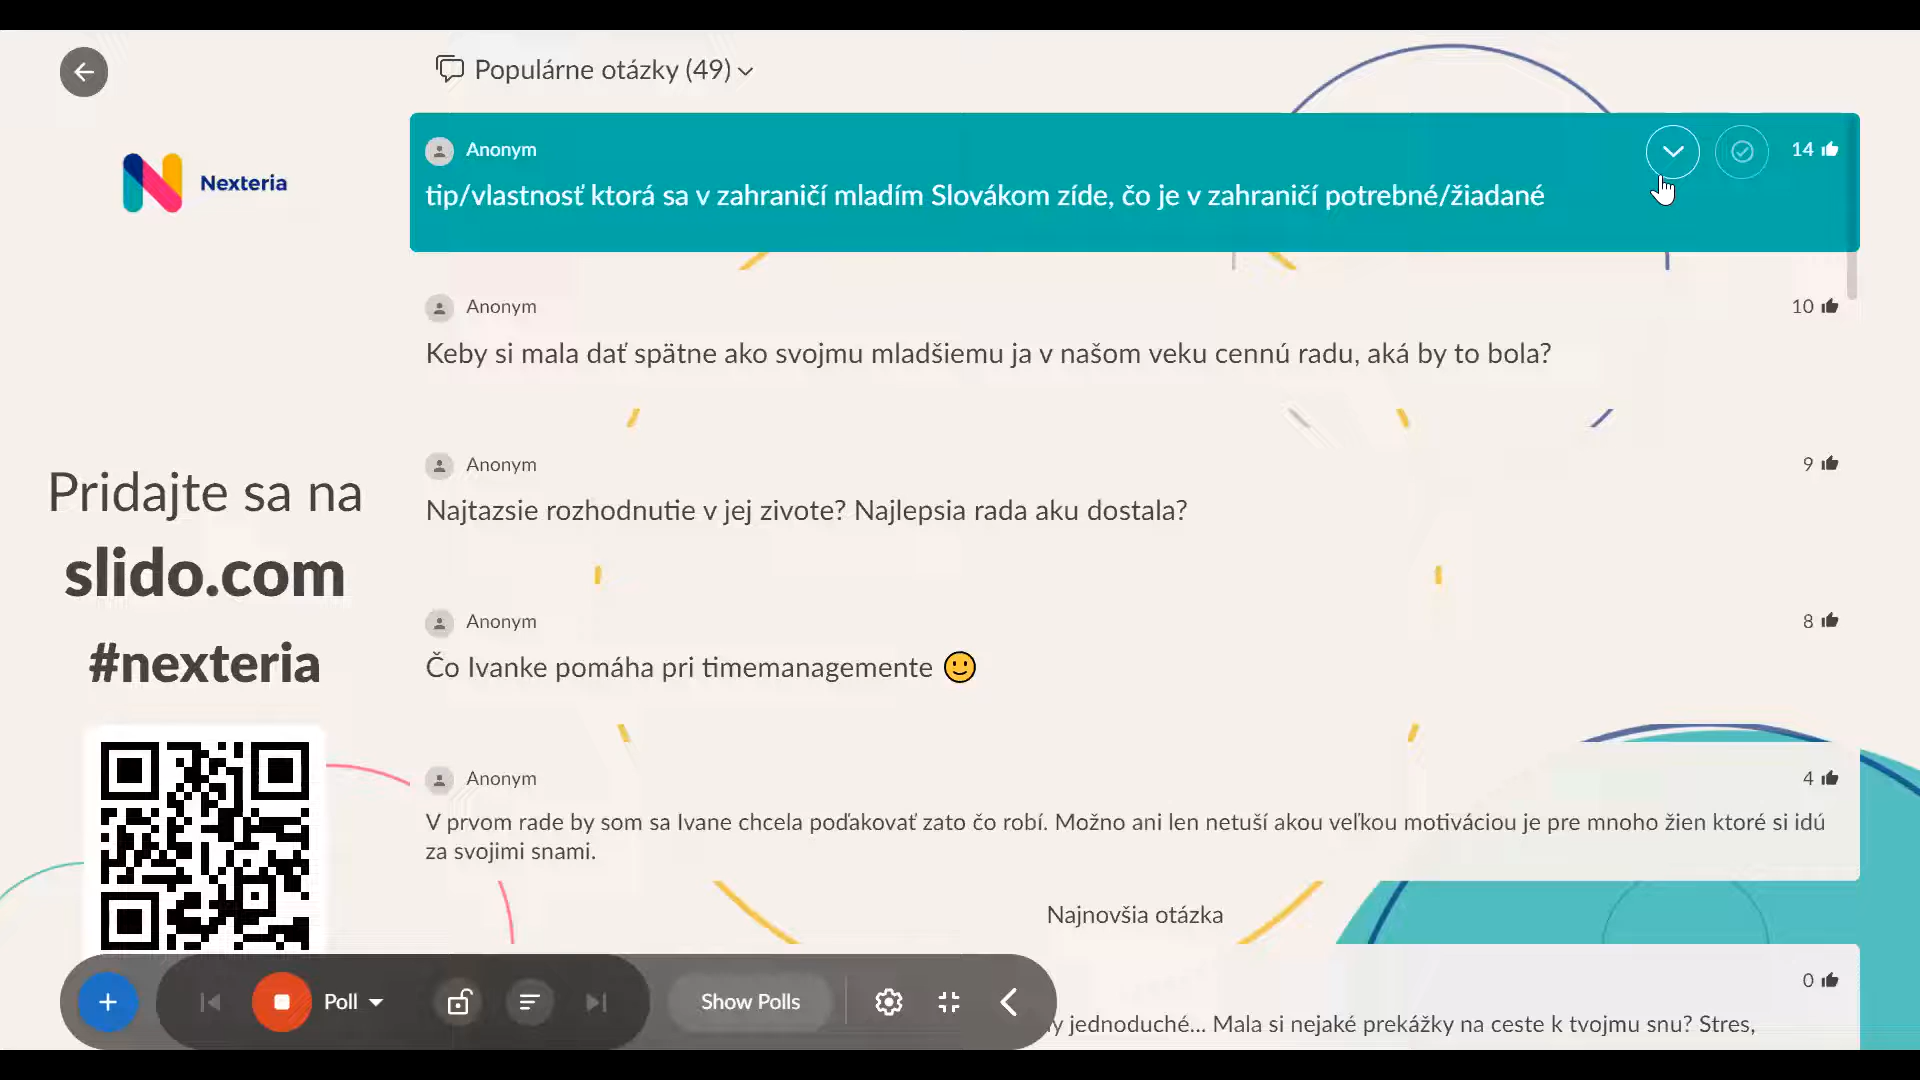 Populárne otázky (49)
Nexteria
Anonym
14
tip/vlastnosť ktorá sa v zahraničí mladím Slovákom zíde, čo je v zahraničí potrebné/žiadané
Anonym
10
Keby si mala dať spätne ako svojmu mladšiemu ja v našom veku cennú radu, aká by to bola?
Anonym
9
Najtazsie rozhodnutie v jej zivote? Najlepsia rada aku dostala?
Anonym
8
Čo Ivanke pomáha pri timemanagemente 🙂
Anonym
4
V prvom rade by som sa Ivane chcela poďakovať zato čo robí. Možno ani len netuší akou veľkou motiváciou je pre mnoho žien ktoré si idú
za svojimi snami.
Najnovšia otázka
0
jednoduché... Mala si nejaké prekážky na ceste k tvojmu snu? Stres,
Pridajte sa na
slido.com
#nexteria
Poll
Show Polls